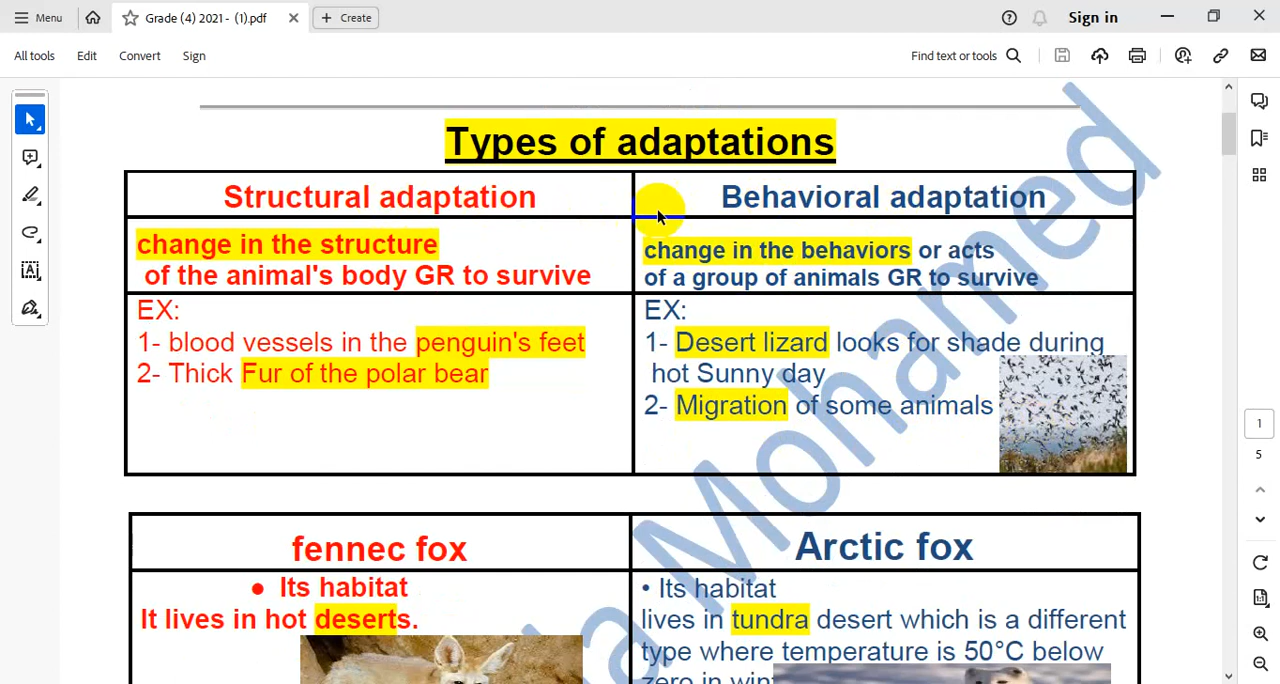 Menu
Grade (4) 2021 - (1).pdf
Create
Sign in
All tools
Edit
Convert
Sign
Find text or tools
Types of adaptations
Structural adaptation
Behavioral adaptation
change in the structure
of the animal's body GR to survive
change in the behaviors or acts
of a group of animals GR to survive
EX:
1- blood vessels in the penguin's feet
2- Thick Fur of the polar bear
EX:
1- Desert lizard looks for shade during
hot Sunny day
2- Migration of some animals
fennec fox
Arctic fox
• Its habitat
It lives in hot deserts.
• Its habitat
lives in tundra desert which is a different
type where temperature is 50°C below
zero in
Mohamed
1
5